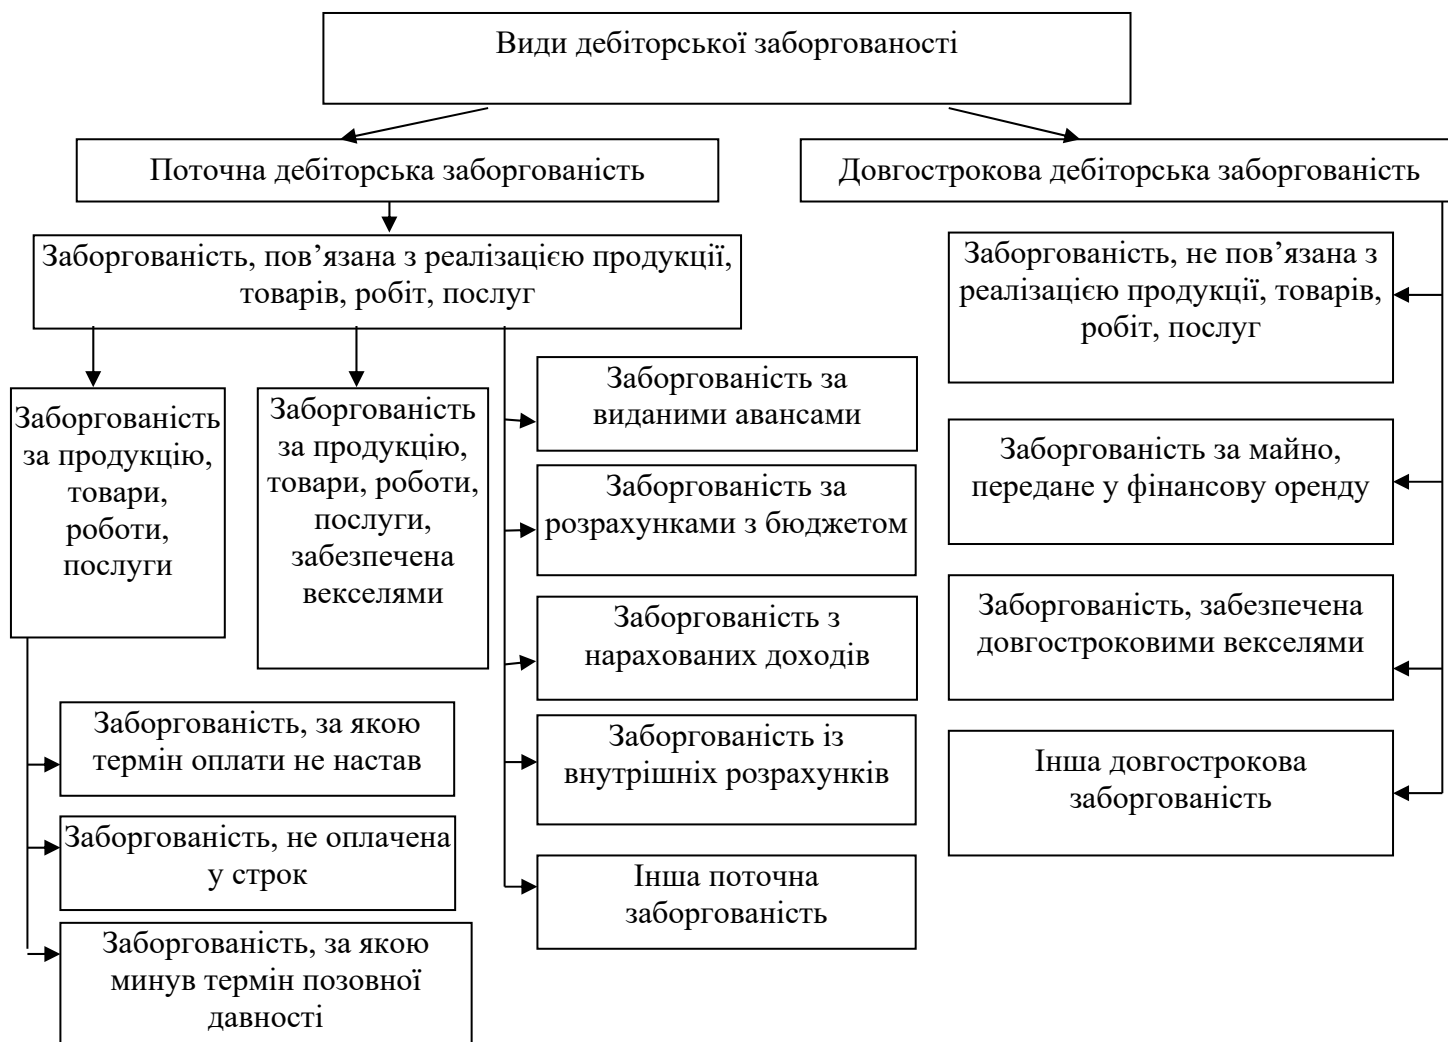 Види дебіторської заборгованості
Поточна дебіторська заборгованість
Довгострокова дебіторська заборгованість
Заборгованість, пов’язана з реалізацією продукції,
товарів, робіт, послуг
Заборгованість
за продукцію,
товари,
роботи,
послуги
Заборгованість
за продукцію,
товари, роботи,
послуги,
забезпечена
векселями
Заборгованість, за якою
термін оплати не настав
Заборгованість, не оплачена
у строк
Заборгованість, за якою
минув термін позовної
давності
Заборгованість за
виданими авансами
Заборгованість за
розрахунками з бюджетом
Заборгованість з
нарахованих доходів
Заборгованість із
внутрішніх розрахунків
Інша поточна
заборгованість
Заборгованість, не пов’язана з
реалізацією продукції, товарів,
робіт, послуг
Заборгованість за майно,
передане у фінансову оренду
Заборгованість, забезпечена
довгостроковими векселями
Інша довгострокова
заборгованість